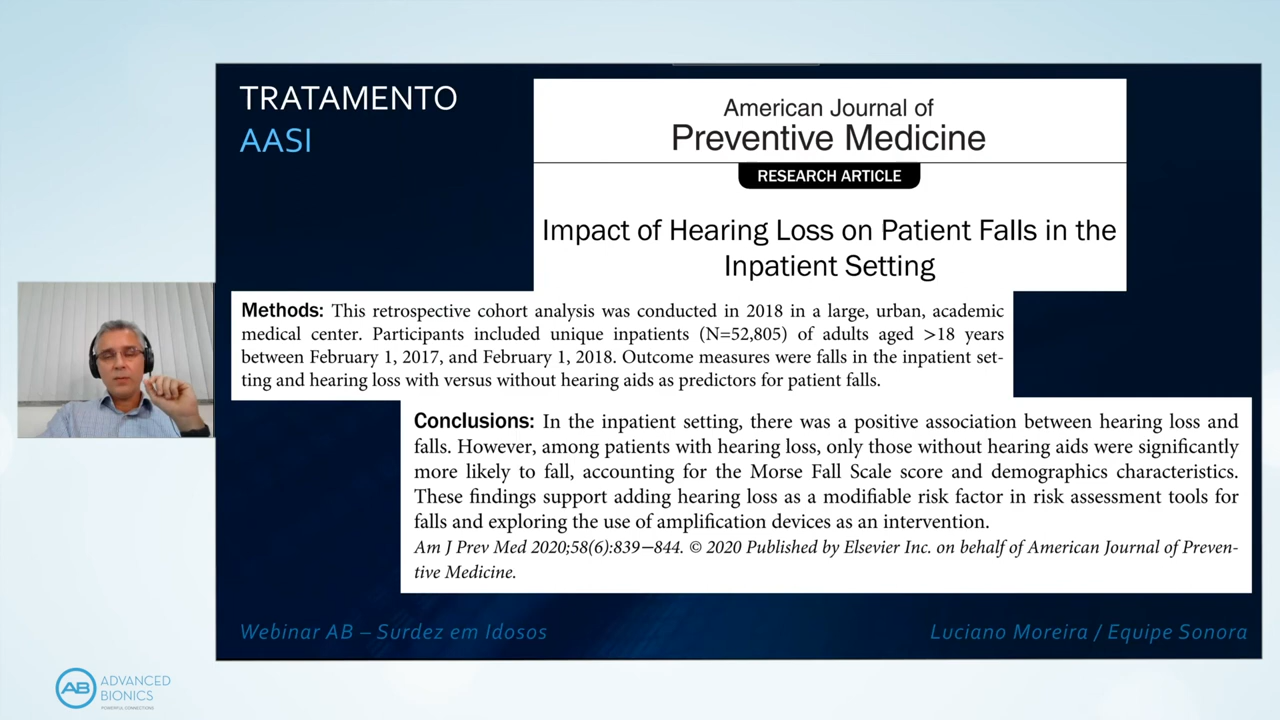 TRATAMENTO
AASI
American Journal of
Preventive Medicine
RESEARCH ARTICLE
Impact of Hearing Loss on Patient Falls in the
Inpatient Setting
Methods: This retrospective cohort analysis was conducted in 2018 in a large, urban, academic
medical center. Participants included unique inpatients (N=52,805) of adults aged >18 years
between February 1, 2017, and February 1, 2018. Outcome measures were falls in the inpatient set-
ting and hearing loss with versus without hearing aids as predictors for patient falls.
Conclusions: In the inpatient setting, there was a positive association between hearing loss and
falls. However, among patients with hearing loss, only those without hearing aids were significantly
more likely to fall, accounting for the Morse Fall Scale score and demographics characteristics.
These findings support adding hearing loss as a modifiable risk factor in risk assessment tools for
falls and exploring the use of amplification devices as an intervention.
Am J Prev Med 2020;58(6):839−844. © 2020 Published by Elsevier Inc. on behalf of American Journal of Preven-
tive Medicine.
Webinar AB – Surdez em Idosos
Luciano Moreira / Equipe Sonora
AB ADVANCED
BIONICS
POWERFUL CONNECTIONS